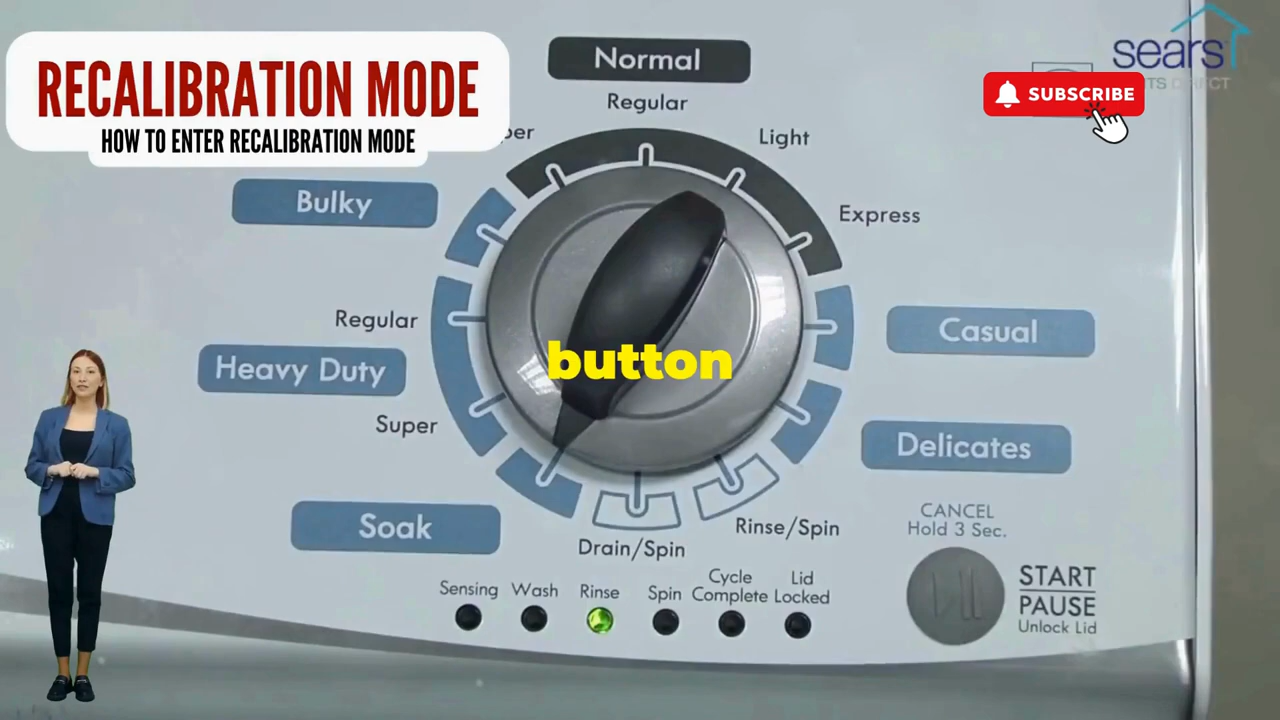 RECALIBRATION MODE
HOW TO ENTER RECALIBRATION MODE
sears
SUBSCRIBE
Normal
Regular
Light
Express
Bulky
Regular
Heavy Duty
Super
Casual
Delicates
Soak
button
Drain/Spin
Rinse/Spin
CANCEL
Hold 3 Sec.
START
PAUSE
Unlock Lid
Sensing
Wash
Rinse
Spin
Cycle
Complete
Lid
Locked